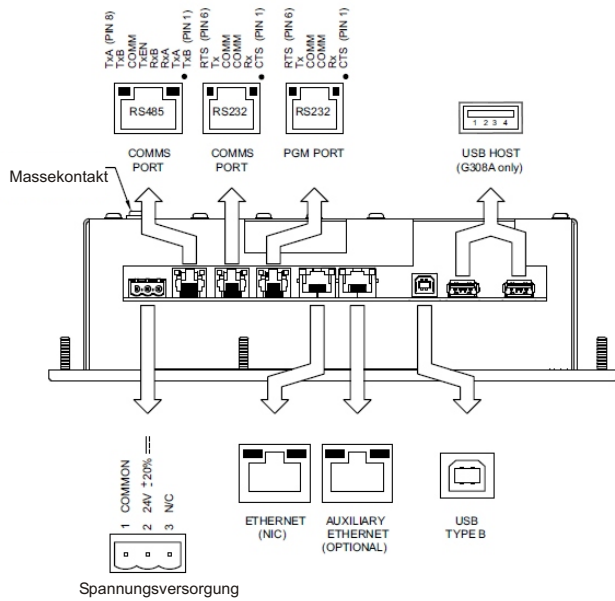 TxA (PIN 8)
TxB
COMM
TxEN
RxB
RxA
TxA
TxB (PIN 1)
RTS (PIN 6)
Tx
COMM
COMM
Rx
CTS (PIN 1)
RTS (PIN 6)
Tx
COMM
COMM
Rx
CTS (PIN 1)
RS485
RS232
RS232
1 2 3 4
COMMS
PORT
COMMS
PORT
PGM PORT
USB HOST
(G308A only)
Massekontakt
1 COMMON
2 24V ±20%
3 N/C
Spannungsversorgung
ETHERNET
(NIC)
AUXILIARY
ETHERNET
(OPTIONAL)
USB
TYPE B